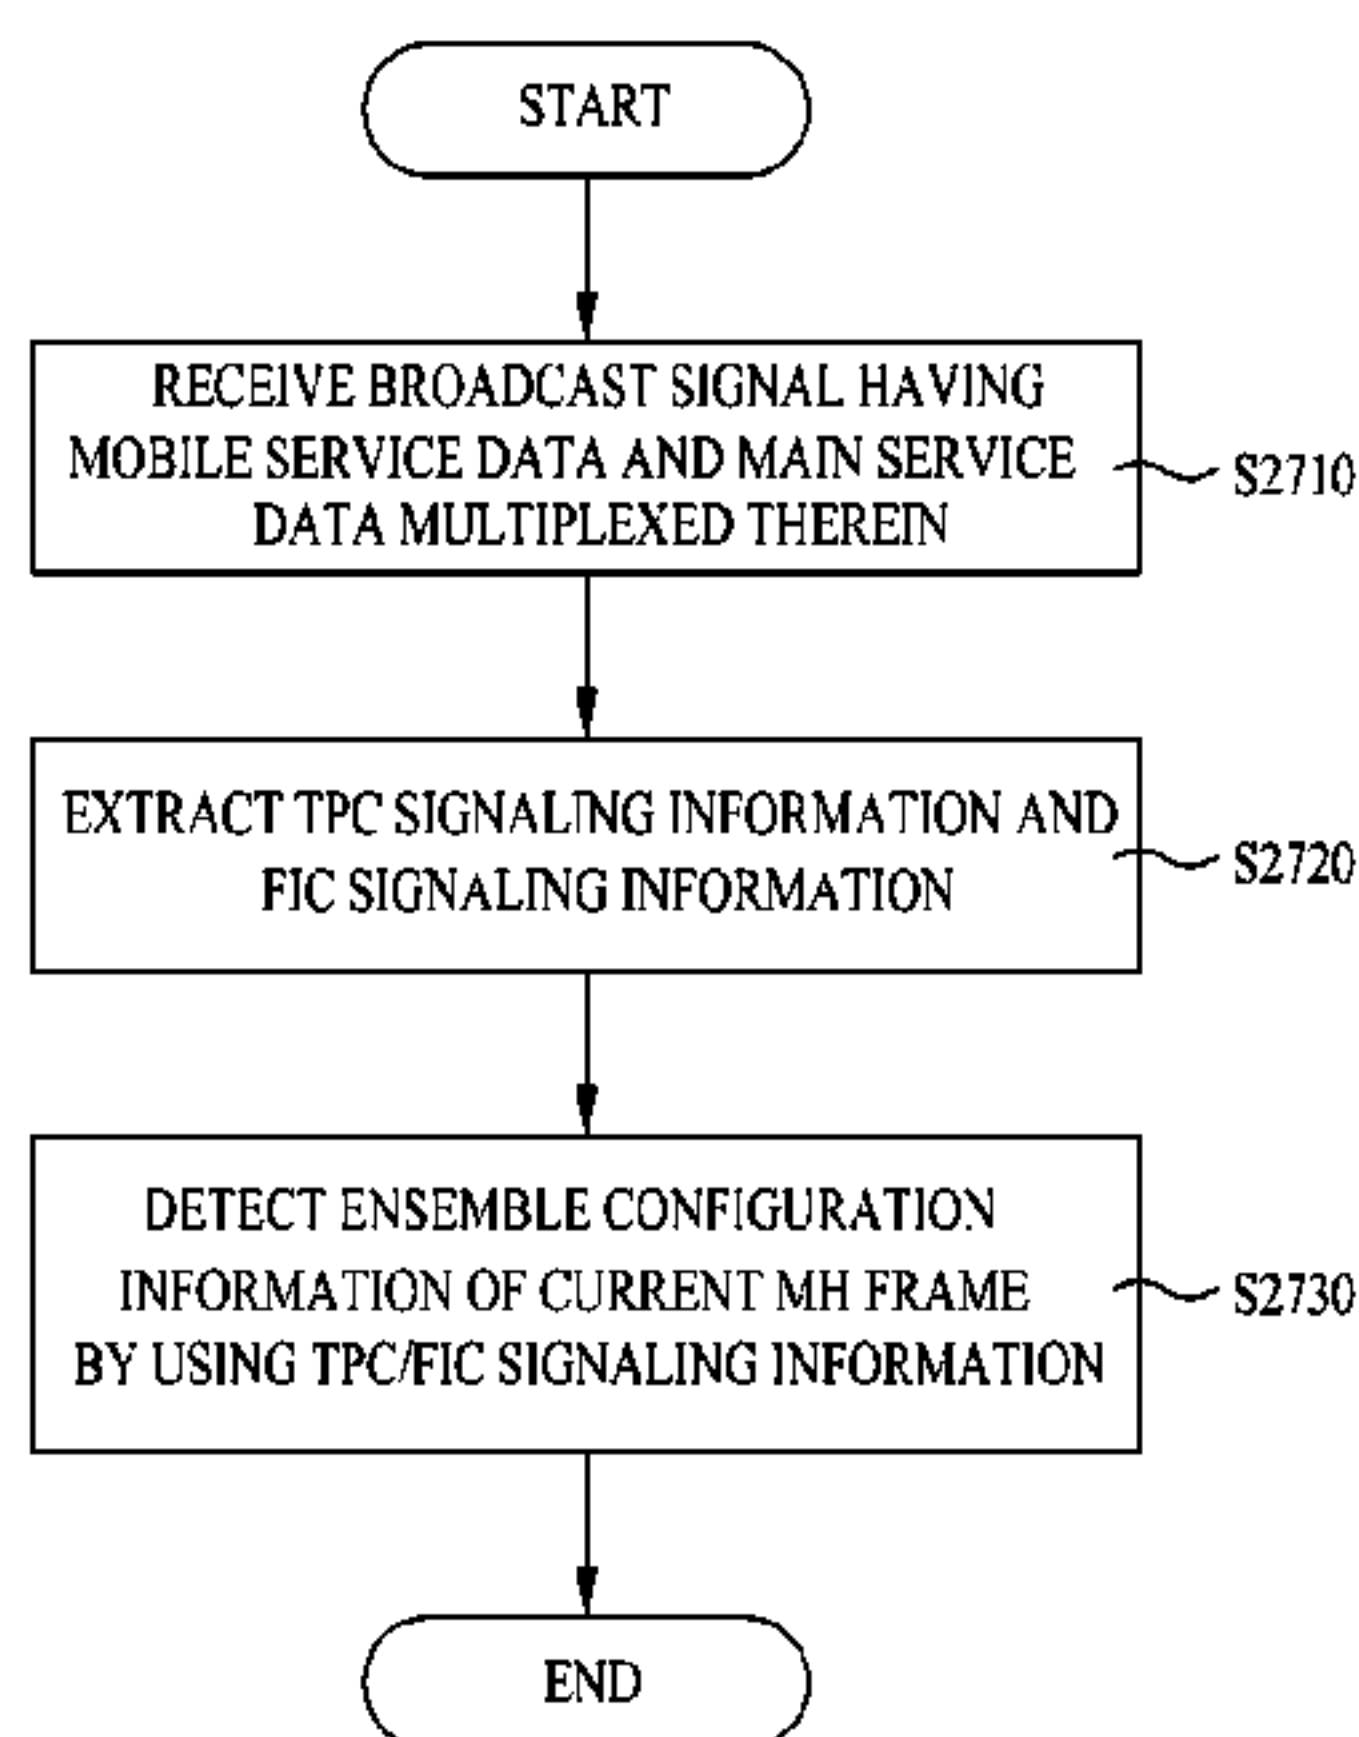 START
RECEIVE BROADCAST SIGNAL HAVING
MOBILE SERVICE DATA AND MAIN SERVICE
DATA MULTIPLEXED THEREIN
S2710
EXTRACT TPC SIGNALING INFORMATION AND
FIC SIGNALING INFORMATION
S2720
DETECT ENSEMBLE CONFIGURATION
INFORMATION OF CURRENT MH FRAME
BY USING TPC/FIC SIGNALING INFORMATION
S2730
END